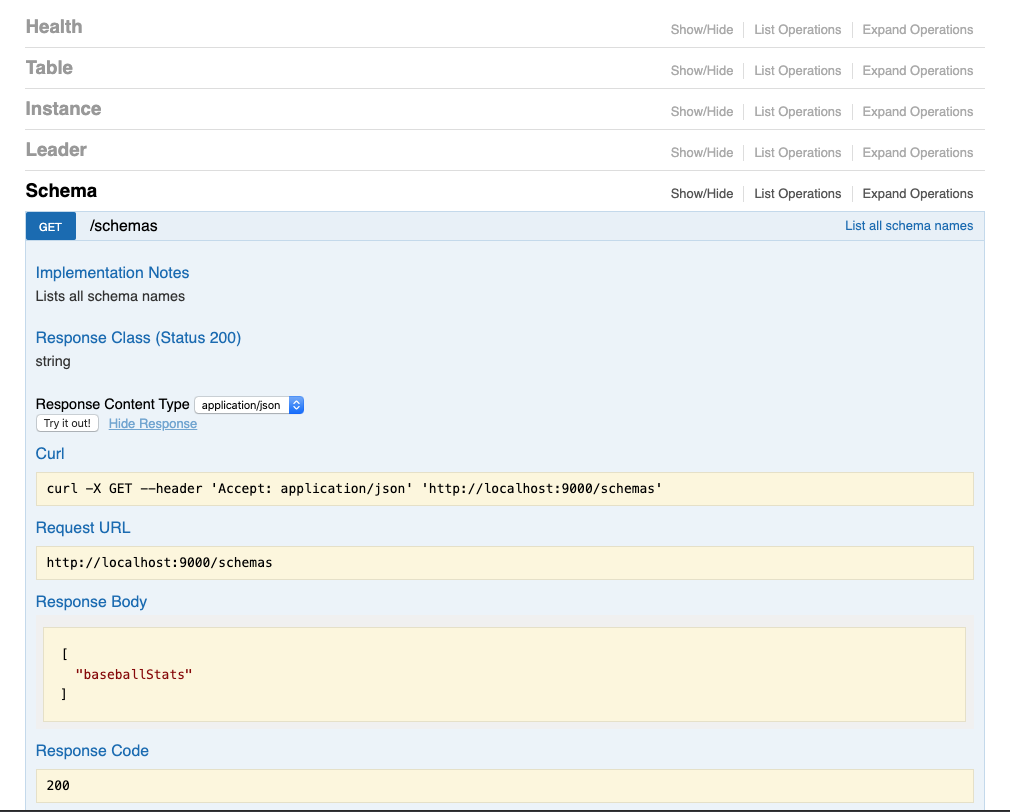 Health Show/Hide List Operations Expand Operations
Table Show/Hide List Operations Expand Operations
Instance Show/Hide List Operations Expand Operations
Leader Show/Hide List Operations Expand Operations
Schema Show/Hide List Operations Expand Operations
GET /schemas List all schema names
Implementation Notes
Lists all schema names
Response Class (Status 200)
string
Response Content Type application/json
Try it out! Hide Response
Curl
curl -X GET --header 'Accept: application/json' 'http://localhost:9000/schemas'
Request URL
http://localhost:9000/schemas
Response Body
[
"baseballStats"
]
Response Code
200